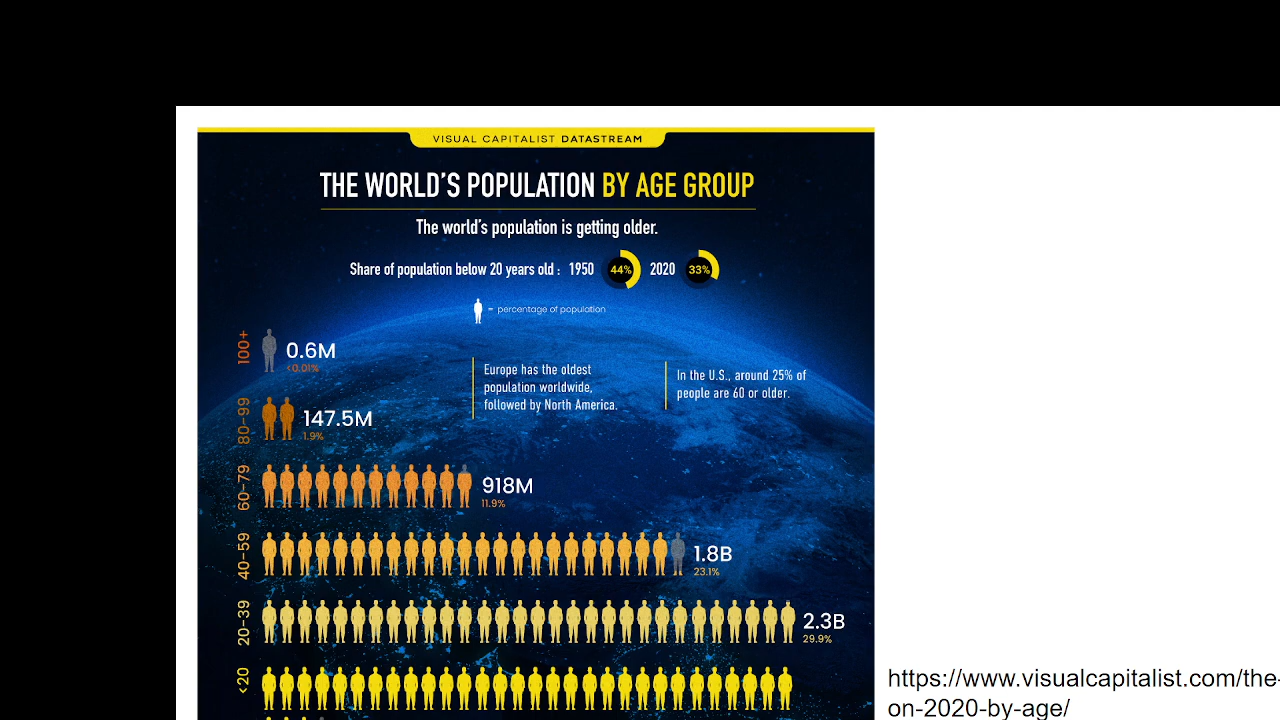 VISUAL CAPITALIST DATASTREAM
THE WORLD'S POPULATION BY AGE GROUP
The world's population is getting older.
Share of population below 20 years old : 1950 44% 2020 33%
= percentage of population
100+
0.6M
<0.01%
Europe has the oldest
population worldwide,
followed by North America.
In the U.S., around 25% of
people are 60 or older.
80–99
147.5M
1.9%
60–79
918M
11.9%
40–59
1.8B
23.1%
20–39
2.3B
29.9%
<20
https://www.visualcapitalist.com/the-
on-2020-by-age/